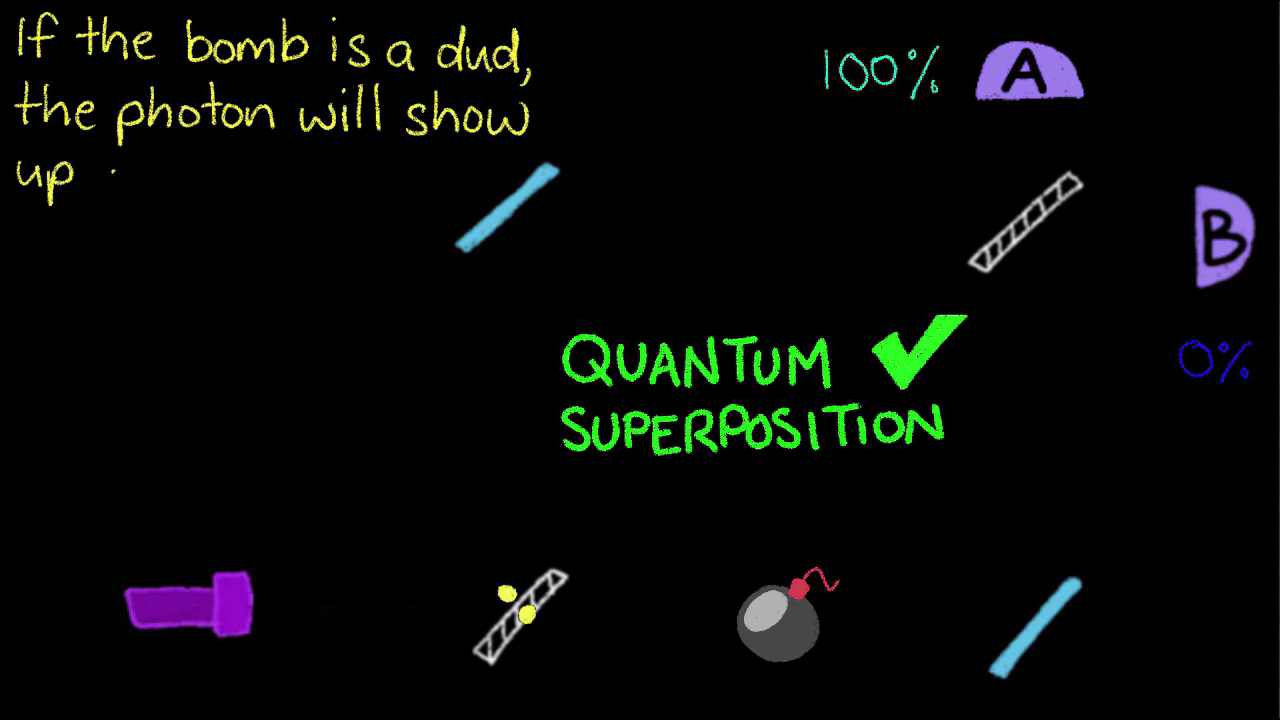 If the bomb is a dud,
the photon will show
up
100% A
B
0%
QUANTUM
SUPERPOSITION